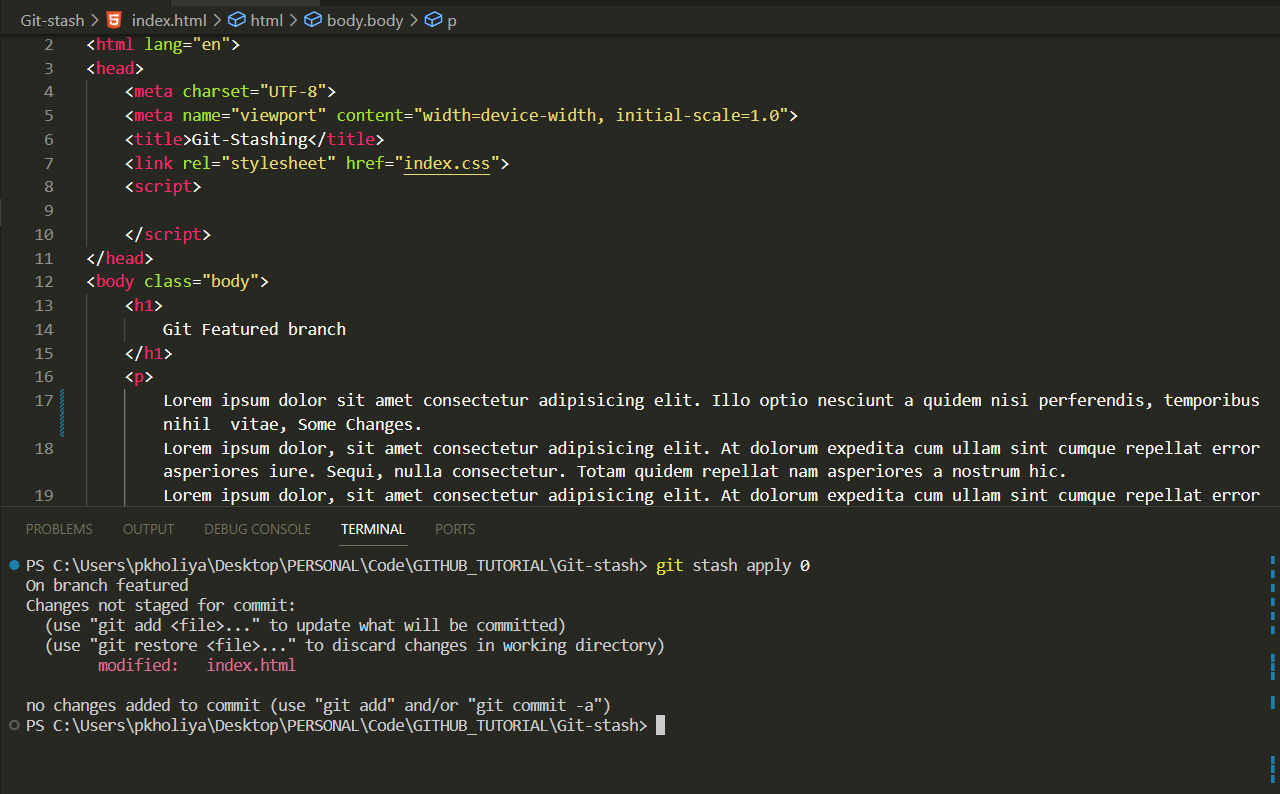 Git-stash > index.html > html > body.body > p
2 <html lang="en">
3 <head>
4 <meta charset="UTF-8">
5 <meta name="viewport" content="width=device-width, initial-scale=1.0">
6 <title>Git-Stashing</title>
7 <link rel="stylesheet" href="index.css">
8 <script>
9
10 </script>
11 </head>
12 <body class="body">
13 <h1>
14 Git Featured branch
15 </h1>
16 <p>
17 Lorem ipsum dolor sit amet consectetur adipisicing elit. Illo optio nesciunt a quidem nisi perferendis, temporibus
nihil  vitae, Some Changes.
18 Lorem ipsum dolor, sit amet consectetur adipisicing elit. At dolorum expedita cum ullam sint cumque repellat error
asperiores iure. Sequi, nulla consectetur. Totam quidem repellat nam asperiores a nostrum hic.
19 Lorem ipsum dolor, sit amet consectetur adipisicing elit. At dolorum expedita cum ullam sint cumque repellat error
PROBLEMS OUTPUT DEBUG CONSOLE TERMINAL PORTS
PS C:\Users\pkholiya\Desktop\PERSONAL\Code\GITHUB_TUTORIAL\Git-stash> git stash apply 0
On branch featured
Changes not staged for commit:
(use "git add <file>..." to update what will be committed)
(use "git restore <file>..." to discard changes in working directory)
modified:   index.html
no changes added to commit (use "git add" and/or "git commit -a")
PS C:\Users\pkholiya\Desktop\PERSONAL\Code\GITHUB_TUTORIAL\Git-stash>